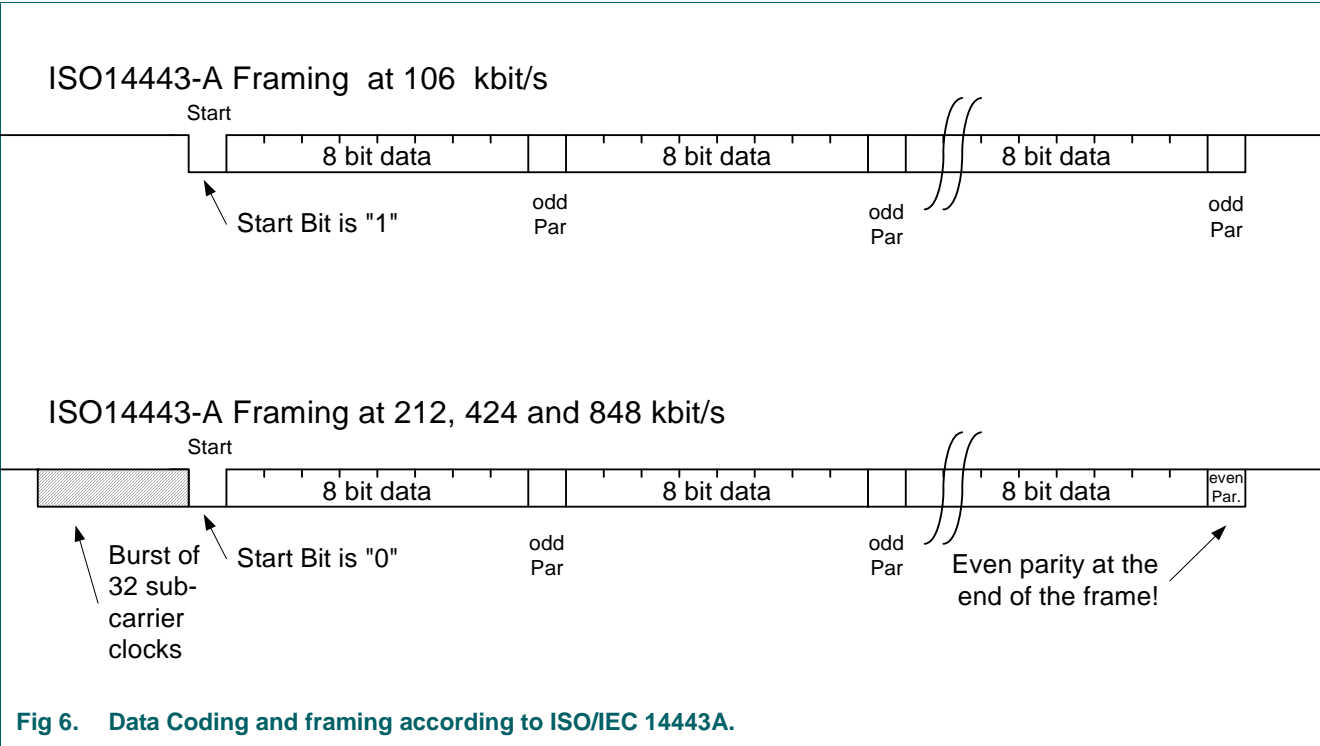 ISO14443-A Framing at 106 kbit/s
Start
8 bit data
8 bit data
8 bit data
Start Bit is "1"
odd
Par
odd
Par
odd
Par
ISO14443-A Framing at 212, 424 and 848 kbit/s
Start
8 bit data
8 bit data
8 bit data
even
Par.
Burst of
32 sub-
carrier
clocks
Start Bit is "0"
odd
Par
odd
Par
Even parity at the
end of the frame!
Fig 6. Data Coding and framing according to ISO/IEC 14443A.